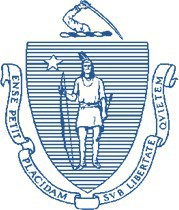 ENSE PETIT
PLACIDAM
SVB LIBERTATE
QVIETEM